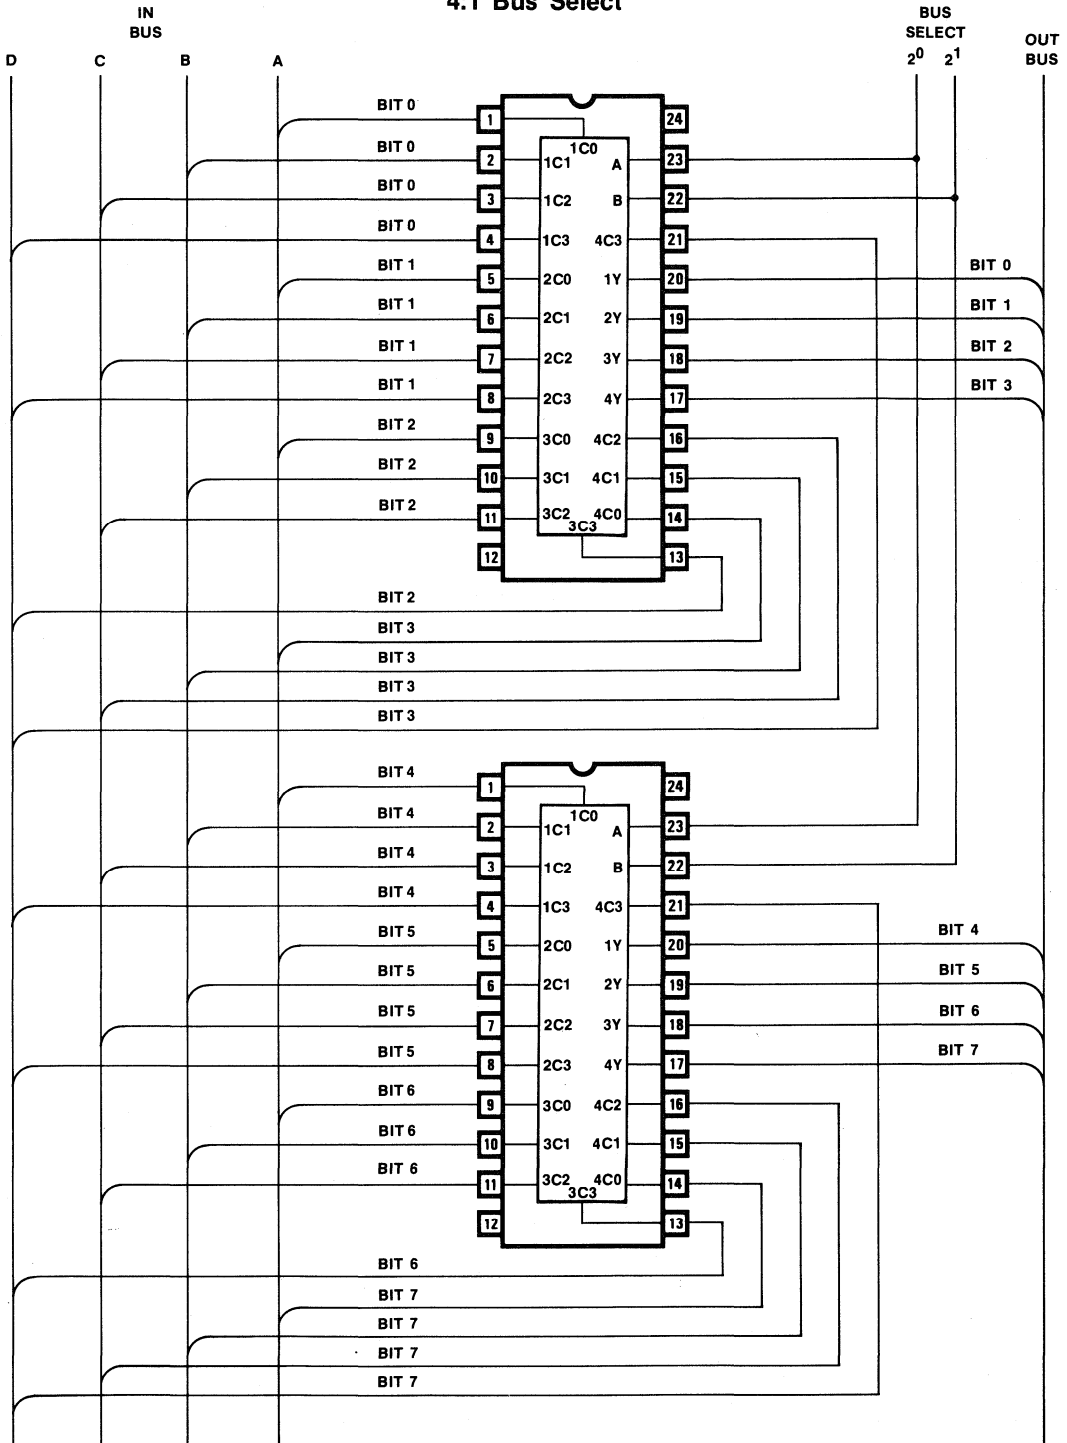 4.1 Bus Select
IN
BUS
BUS
SELECT
OUT
BUS
D C B A 2⁰ 2¹
BIT 0 1 24
1C0
BIT 0 2 1C1 A 23
BIT 0 3 1C2 B 22
BIT 0 4 1C3 4C3 21
BIT 1 5 2C0 1Y 20 BIT 0
BIT 1 6 2C1 2Y 19 BIT 1
BIT 1 7 2C2 3Y 18 BIT 2
BIT 1 8 2C3 4Y 17 BIT 3
BIT 2 9 3C0 4C2 16
BIT 2 10 3C1 4C1 15
BIT 2 11 3C2 4C0 14
3C3
12 13
BIT 2
BIT 3
BIT 3
BIT 3
BIT 3
BIT 4 1 24
1C0
BIT 4 2 1C1 A 23
BIT 4 3 1C2 B 22
BIT 4 4 1C3 4C3 21
BIT 5 5 2C0 1Y 20 BIT 4
BIT 5 6 2C1 2Y 19 BIT 5
BIT 5 7 2C2 3Y 18 BIT 6
BIT 5 8 2C3 4Y 17 BIT 7
BIT 6 9 3C0 4C2 16
BIT 6 10 3C1 4C1 15
BIT 6 11 3C2 4C0 14
3C3
12 13
BIT 6
BIT 7
BIT 7
BIT 7
BIT 7